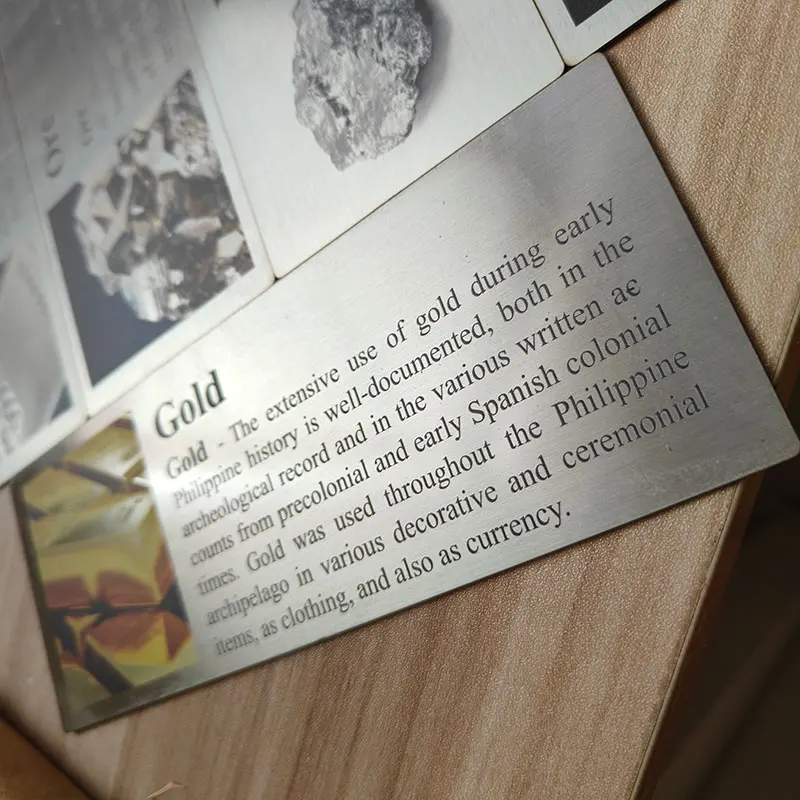 Ore
Gold
Gold - The extensive use of gold during early
Philippine history is well-documented, both in the
archeological record and in the various written ac
counts from precolonial and early Spanish colonial
times. Gold was used throughout the Philippine
archipelago in various decorative and ceremonial
items, as clothing, and also as currency.